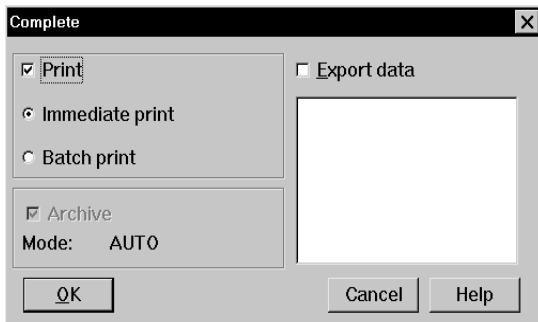 Complete
Print
Export data
Immediate print
Batch print
Archive
Mode: AUTO
OK
Cancel
Help